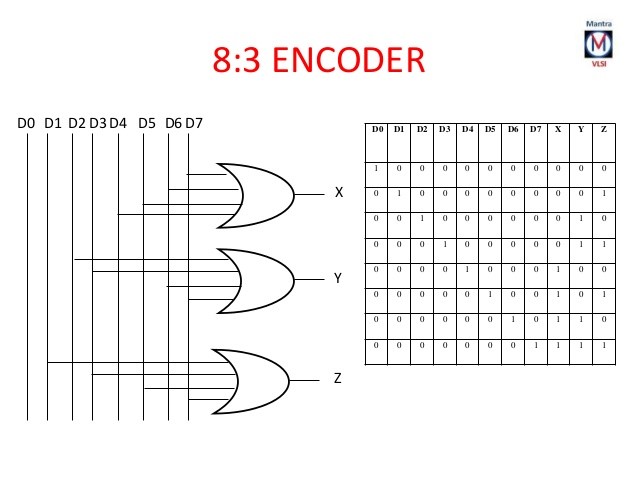 Mantra
M
VLSI
8:3 ENCODER
D0 D1 D2 D3 D4 D5 D6 D7
X
Y
Z
D0 D1 D2 D3 D4 D5 D6 D7 X Y Z
1 0 0 0 0 0 0 0 0 0 0
0 1 0 0 0 0 0 0 0 0 1
0 0 1 0 0 0 0 0 0 1 0
0 0 0 1 0 0 0 0 0 1 1
0 0 0 0 1 0 0 0 1 0 0
0 0 0 0 0 1 0 0 1 0 1
0 0 0 0 0 0 1 0 1 1 0
0 0 0 0 0 0 0 1 1 1 1